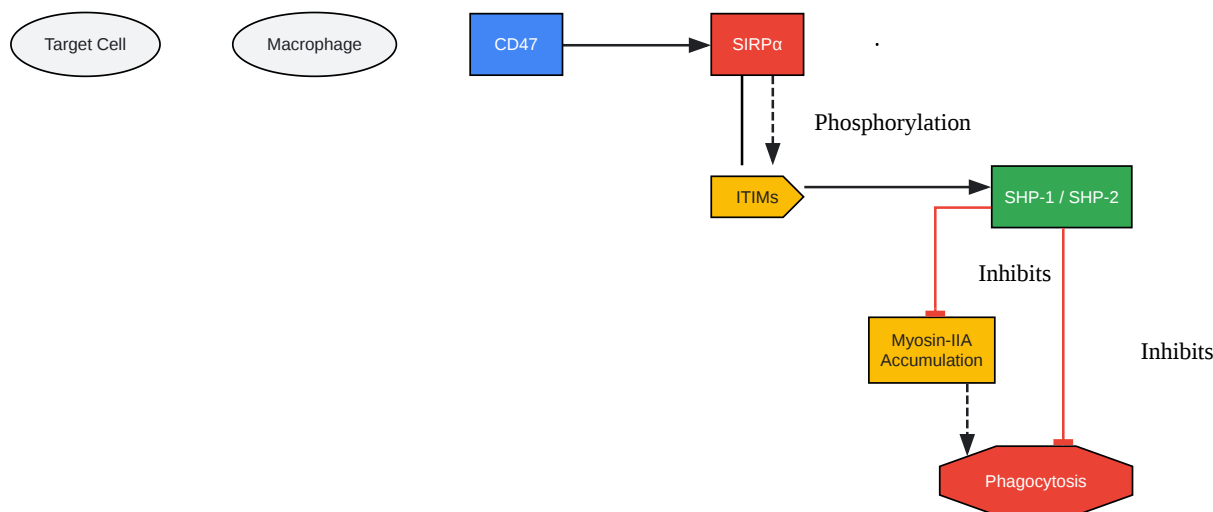 Target Cell
Macrophage
CD47
SIRPα
.
Phosphorylation
ITIMs
SHP-1 / SHP-2
Inhibits
Myosin-IIA
Accumulation
Inhibits
Phagocytosis